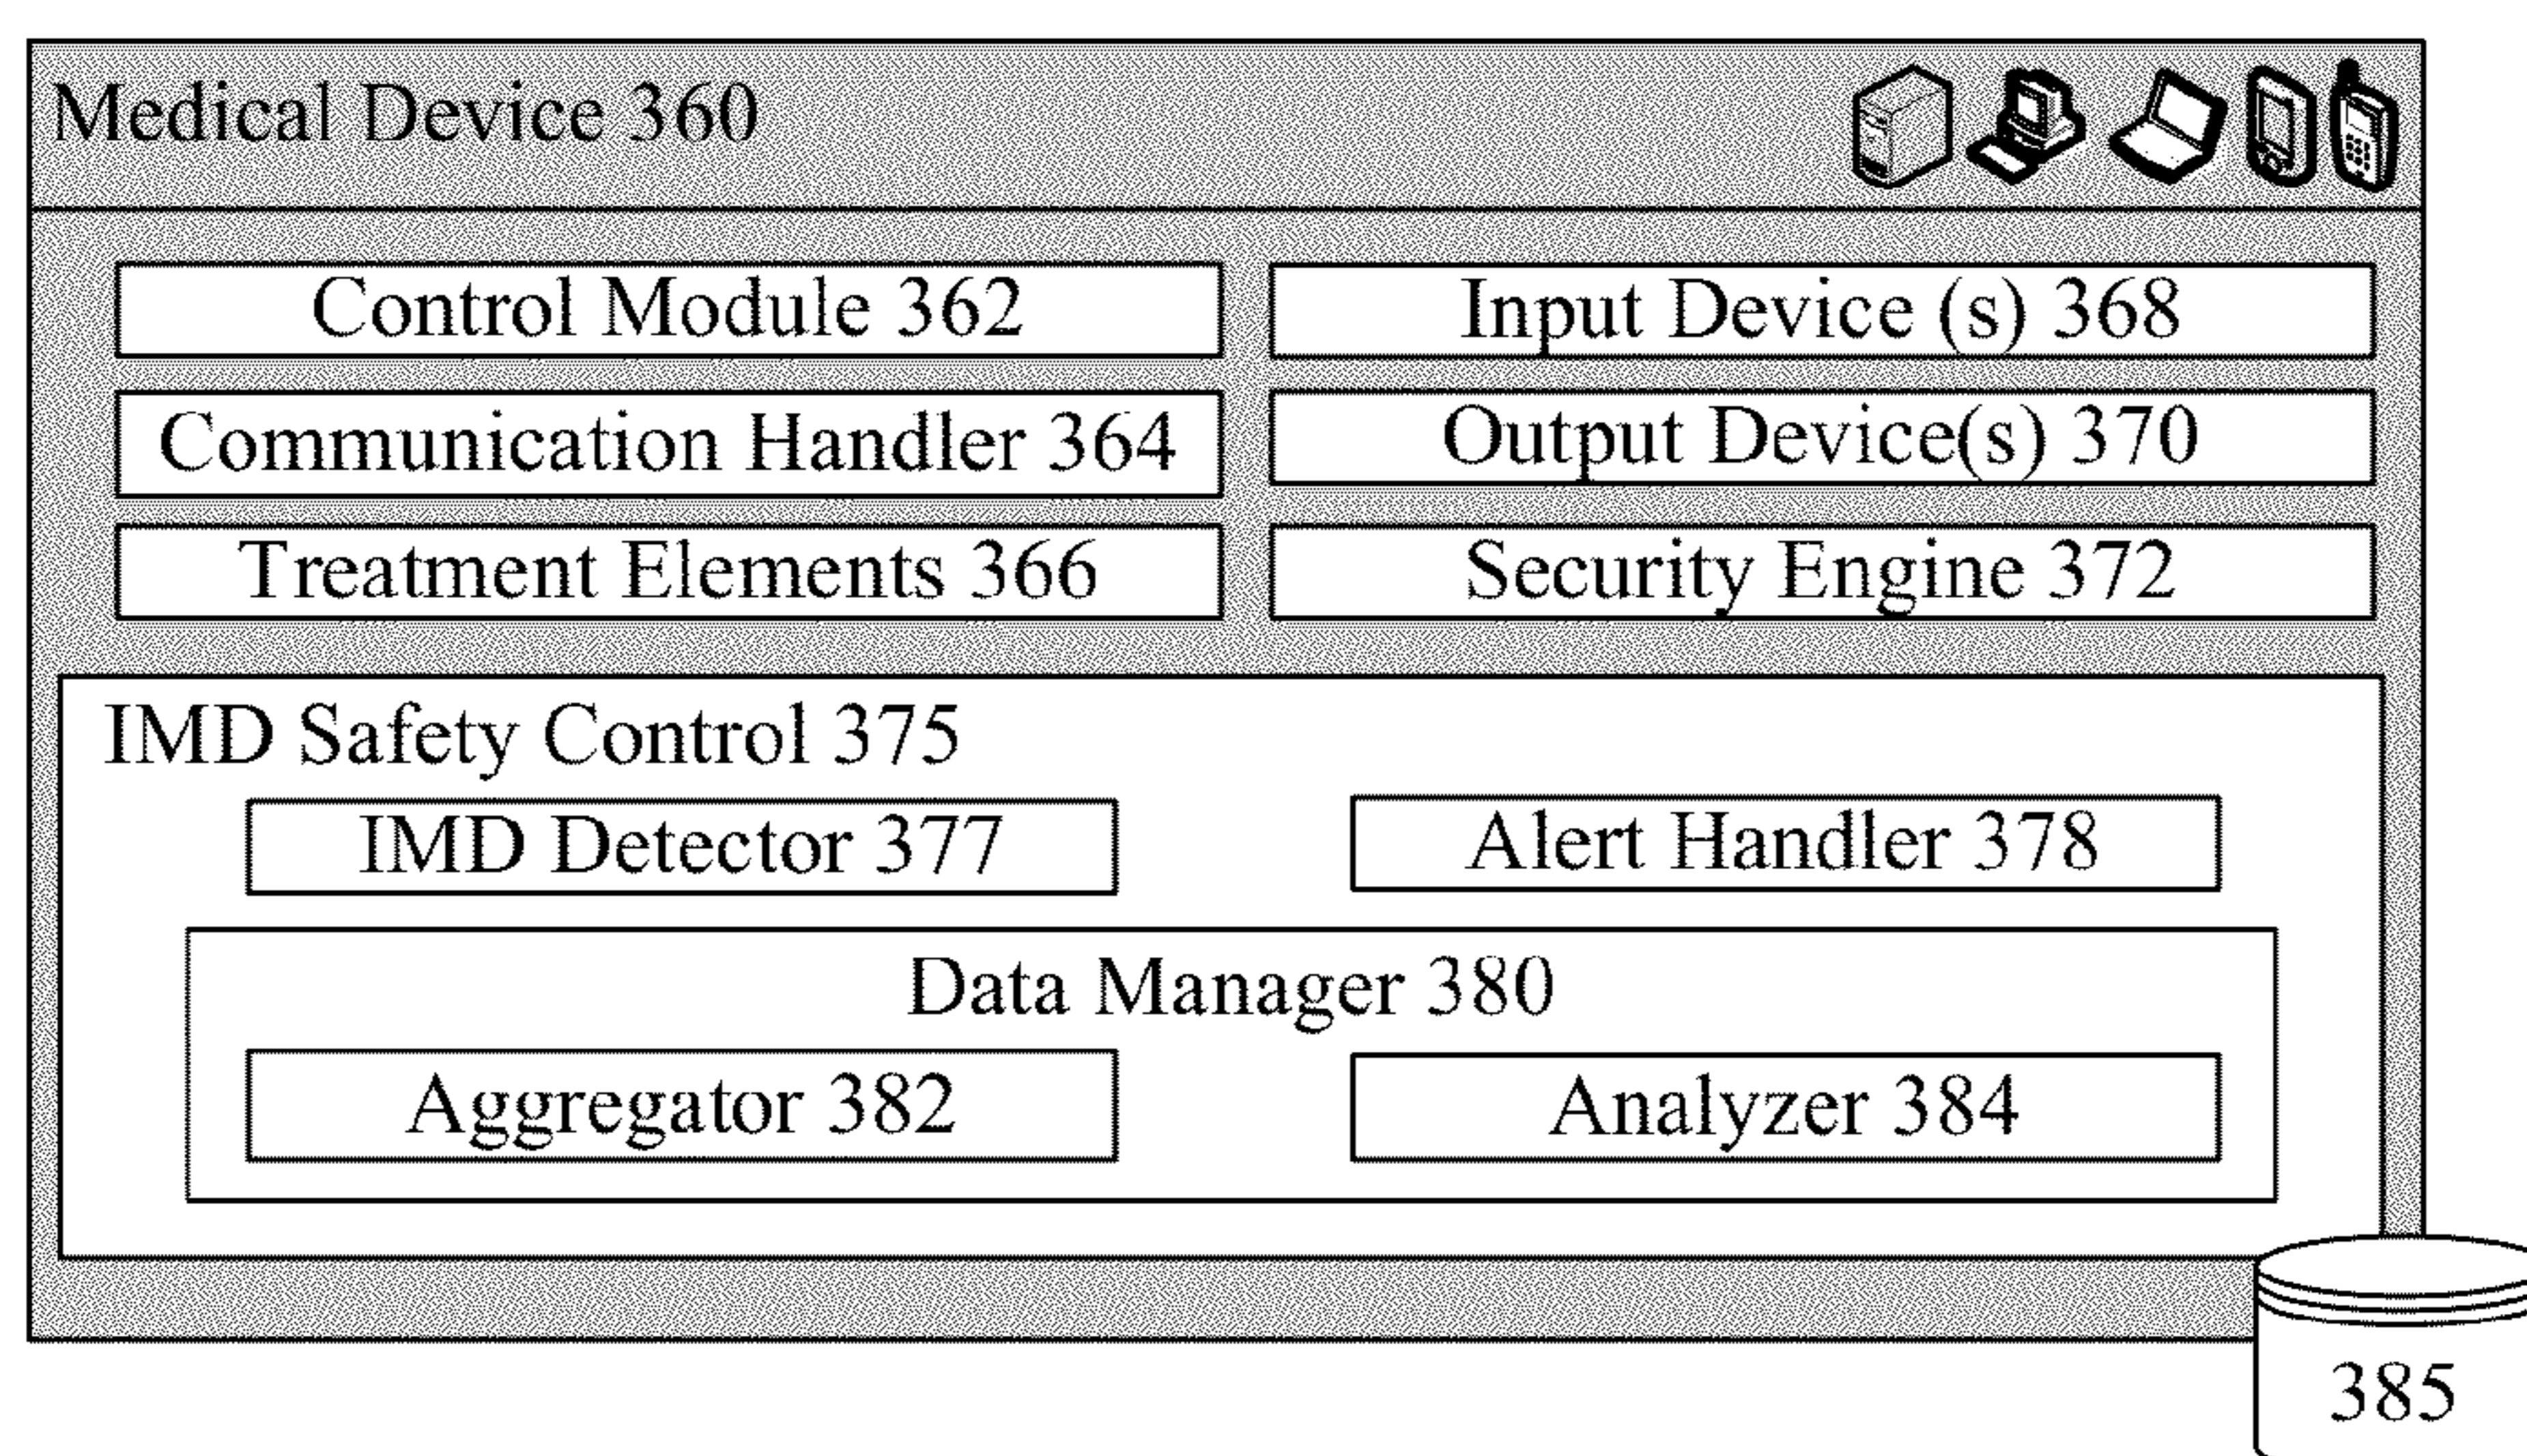 Medical Device 360
Control Module 362
Input Device (s) 368
Communication Handler 364
Output Device(s) 370
Treatment Elements 366
Security Engine 372
IMD Safety Control 375
IMD Detector 377
Alert Handler 378
Data Manager 380
Aggregator 382
Analyzer 384
385